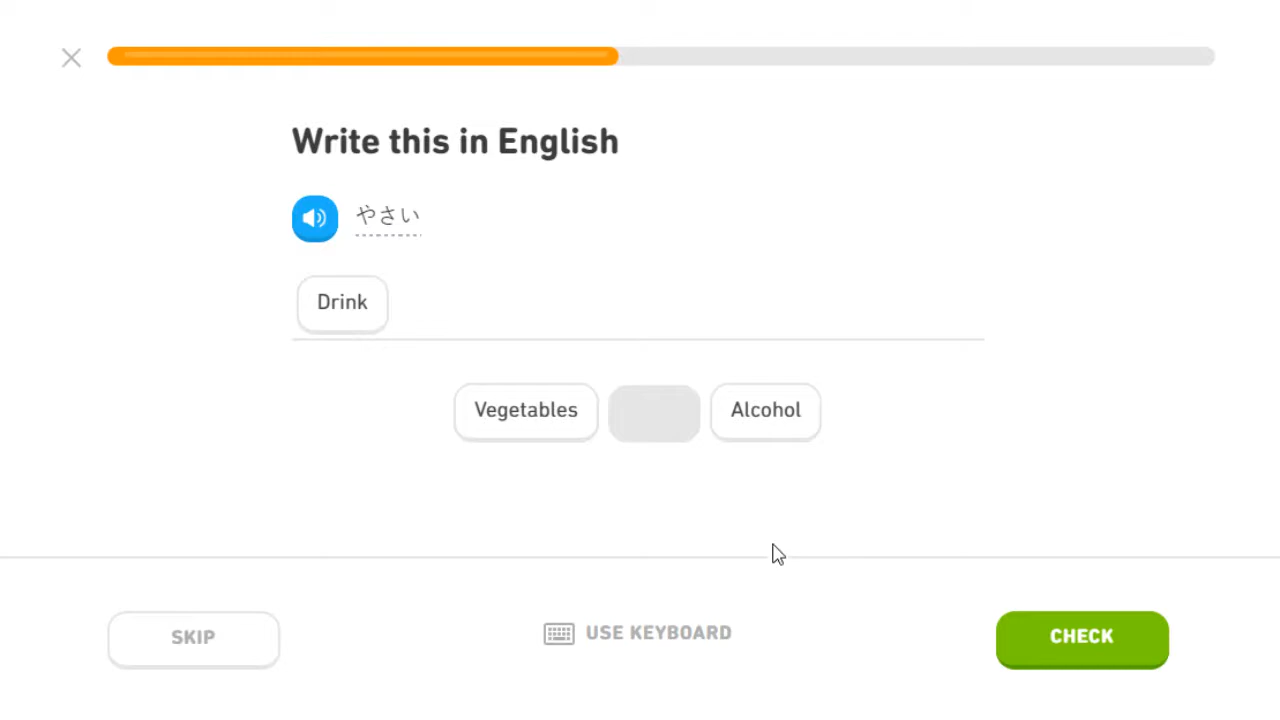 Write this in English
やさい
Drink
Vegetables
Alcohol
SKIP
USE KEYBOARD
CHECK